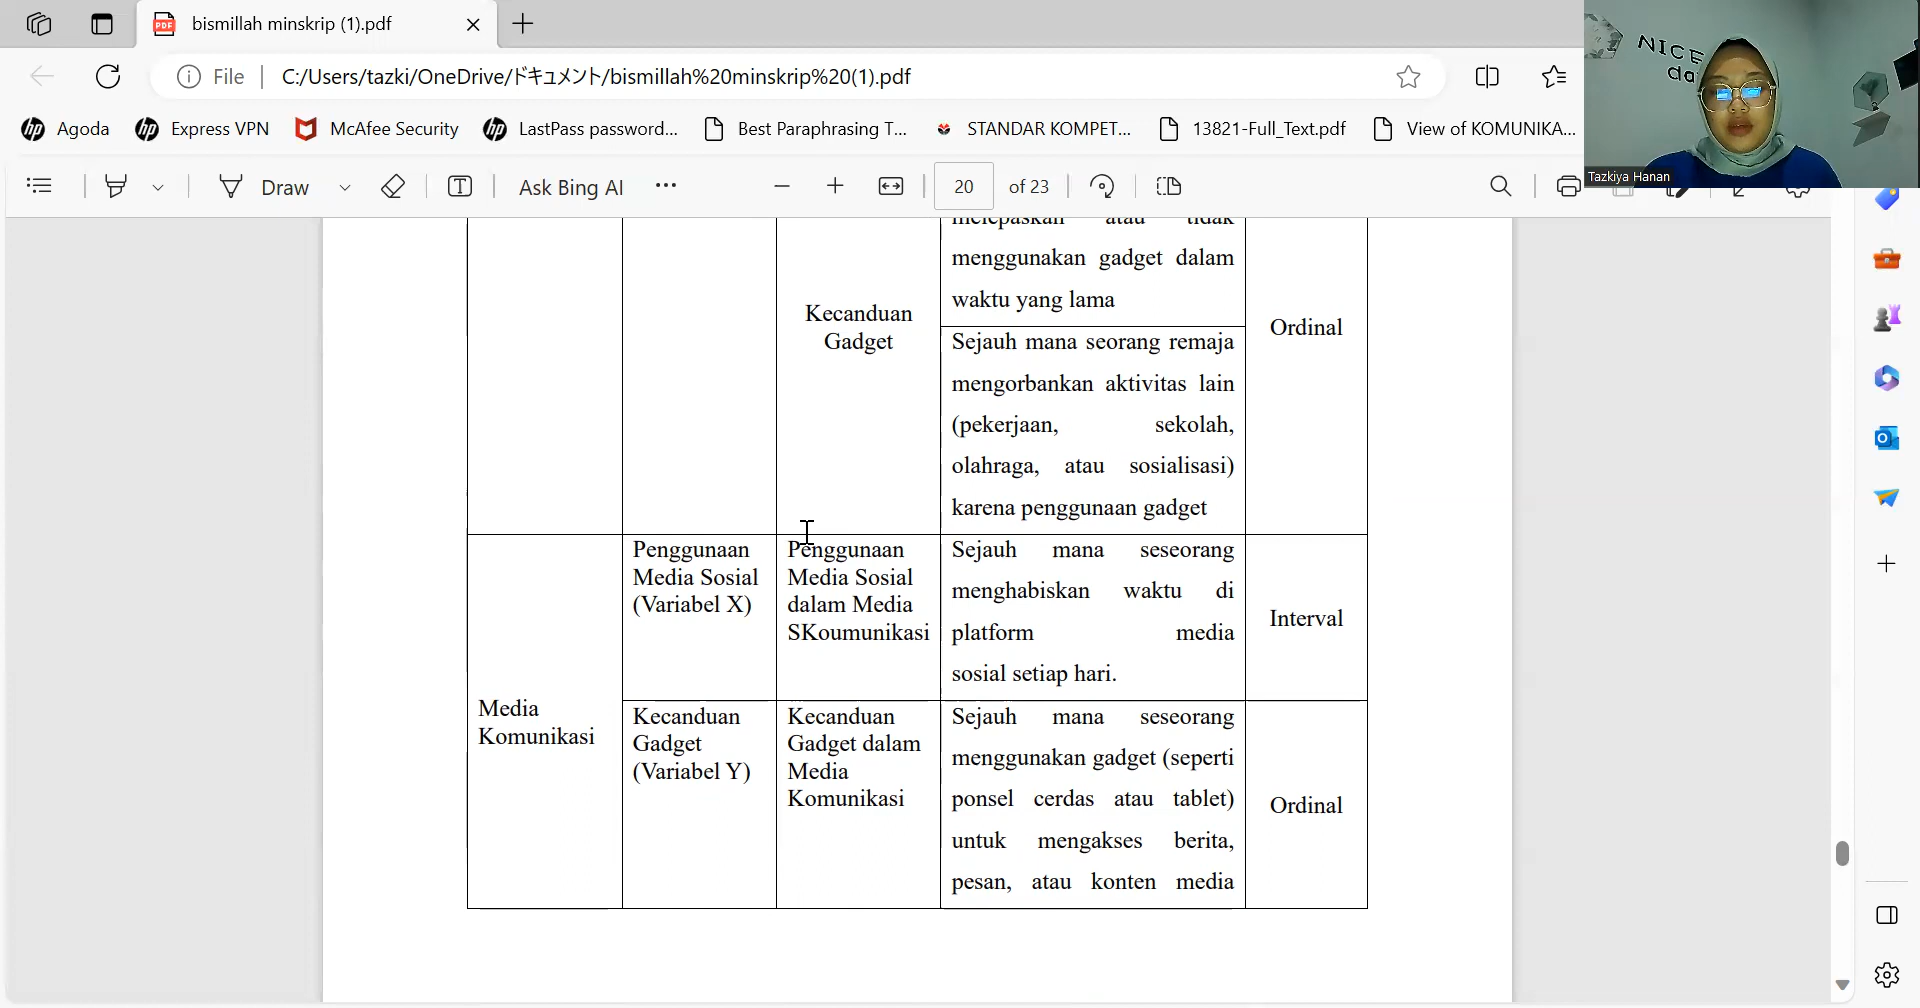 bismillah minskrip (1).pdf
File
C:/Users/tazki/OneDrive/ドキュメント/bismillah%20minskrip%20(1).pdf
Agoda
Express VPN
McAfee Security
LastPass password...
Best Paraphrasing T...
STANDAR KOMPET...
13821-Full_Text.pdf
View of KOMUNIKA...
NICE
Tazkiya Hanan
Draw
Ask Bing AI
20
of 23
melepaskan atau tidak
menggunakan gadget dalam
waktu yang lama
Kecanduan
Gadget
Ordinal
Sejauh mana seorang remaja
mengorbankan aktivitas lain
(pekerjaan, sekolah,
olahraga, atau sosialisasi)
karena penggunaan gadget
Media
Komunikasi
Penggunaan
Media Sosial
(Variabel X)
Penggunaan
Media Sosial
dalam Media
SKoumunikasi
Sejauh mana seseorang
menghabiskan waktu di
platform media
sosial setiap hari.
Interval
Kecanduan
Gadget
(Variabel Y)
Kecanduan
Gadget dalam
Media
Komunikasi
Sejauh mana seseorang
menggunakan gadget (seperti
ponsel cerdas atau tablet)
untuk mengakses berita,
pesan, atau konten media
Ordinal